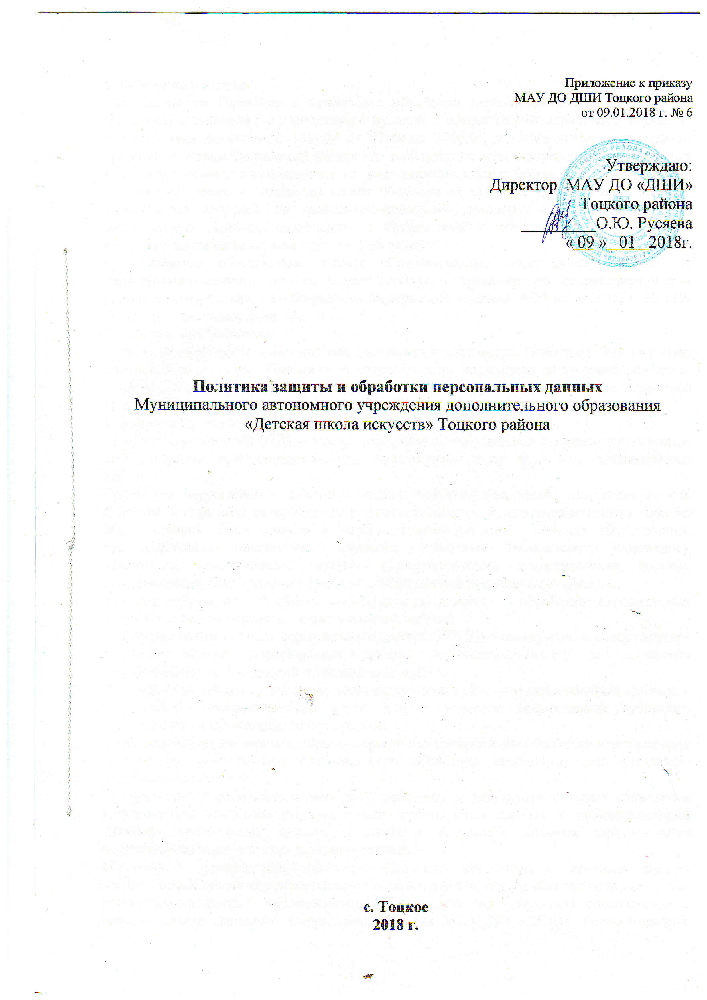 Приложение к приказу
МАУ ДО ДШИ Тоцкого района
от 09.01.2018 г. № 6
Утверждаю:
Директор МАУ ДО «ДШИ»
Тоцкого района
__________О.Ю. Русяева
« 09 » 01 2018г.
Политика защиты и обработки персональных данных
Муниципального автономного учреждения дополнительного образования
«Детская школа искусств» Тоцкого района
с. Тоцкое
2018 г.